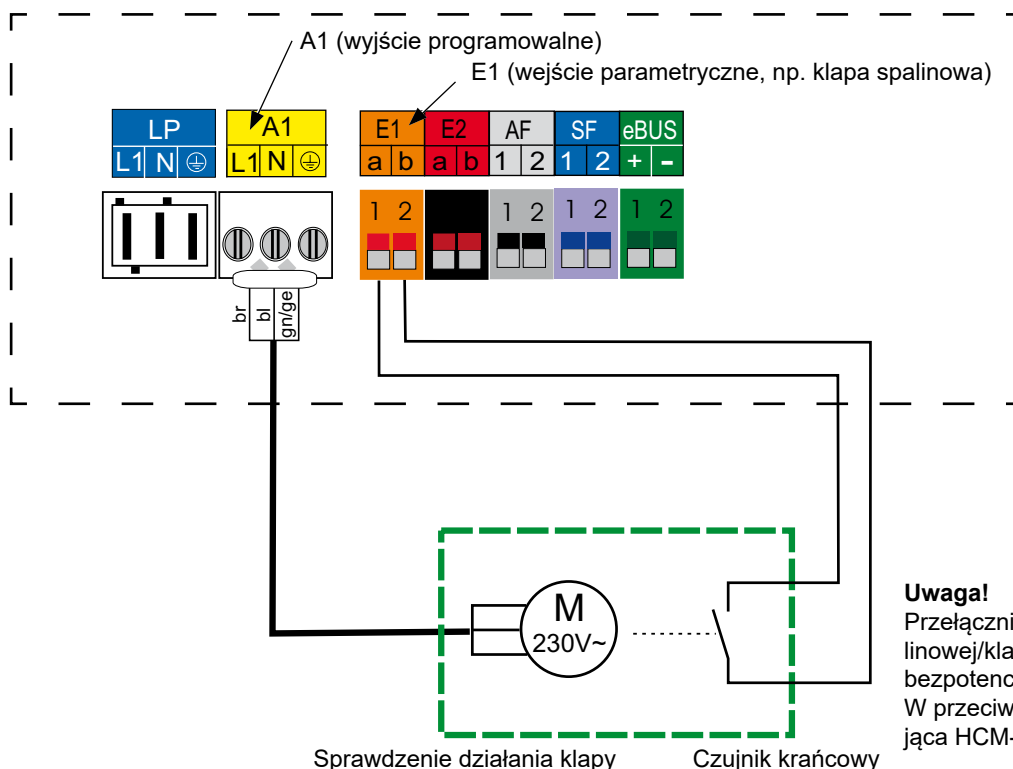 A1 (wyjście programowalne)
E1 (wejście parametryczne, np. klapa spalinowa)
LP A1 E1 E2 AF SF eBUS
L1 N L1 N a b a b 1 2 1 2 + −
1 2 1 2 1 2 1 2
br bl gn/ge
M
230V~
Uwaga!
Przełączni
linowej/kla
bezpotenc
W przeciw
jąca HCM-
Sprawdzenie działania klapy Czujnik krańcowy